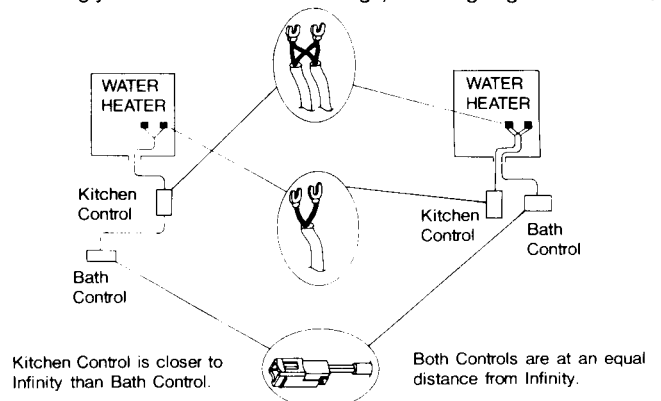 WATER
HEATER
Kitchen
Control
Bath
Control
WATER
HEATER
Kitchen
Control
Bath
Control
Kitchen Control is closer to
Infinity than Bath Control.
Both Controls are at an equal
distance from Infinity.